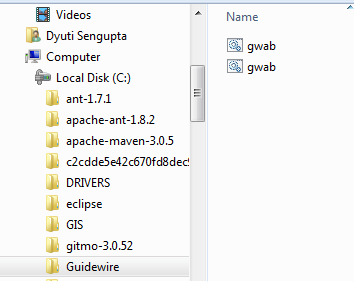 Videos
Dyuti Sengupta
Computer
Local Disk (C:)
ant-1.7.1
apache-ant-1.8.2
apache-maven-3.0.5
c2cdde5e42c670fd8dec
DRIVERS
eclipse
GIS
gitmo-3.0.52
Guidewire
Name
gwab
gwab